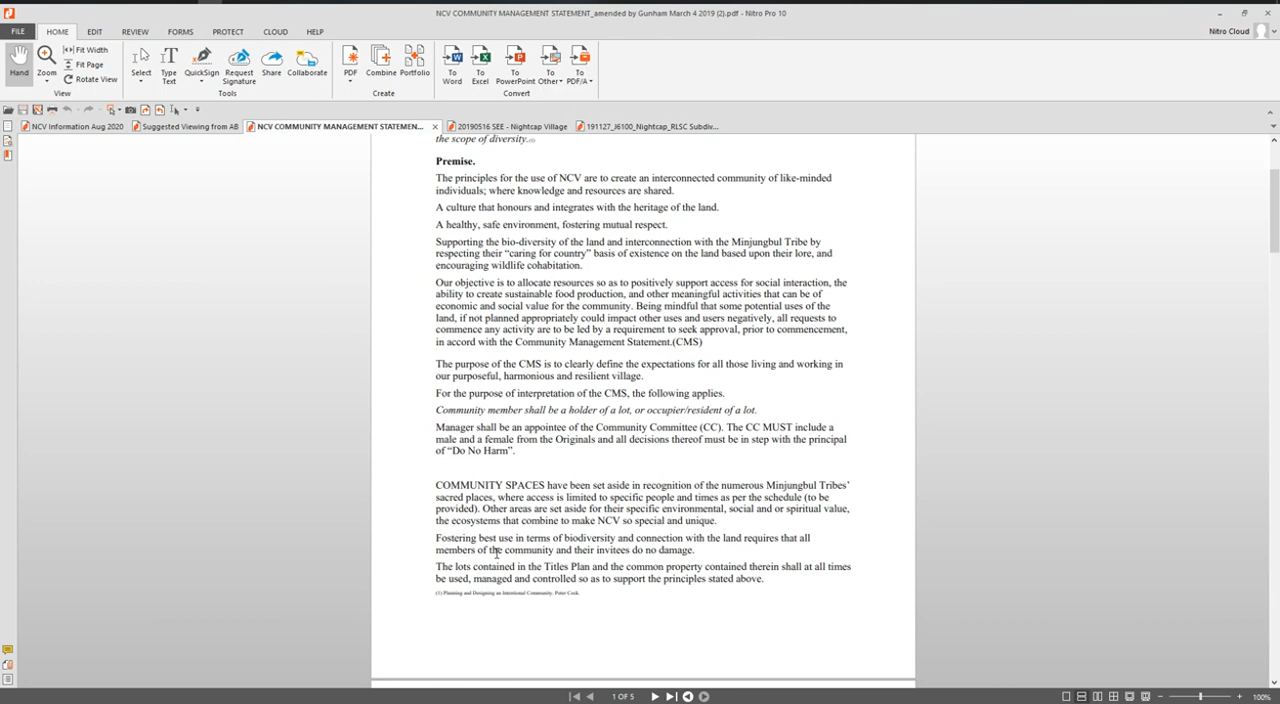 NCV COMMUNITY MANAGEMENT STATEMENT_amended by Gunham March 4 2019 (2).pdf - Nitro Pro 10
FILE HOME EDIT REVIEW FORMS PROTECT CLOUD HELP
Nitro Cloud
Hand
Zoom
Fit Width
Fit Page
Rotate View
View
Select
Type Text
QuickSign
Request Signature
Share
Collaborate
Tools
PDF
Combine
Portfolio
Create
To Word
To Excel
To PowerPoint
To Other
To PDF/A
Convert
NCV Information Aug 2020
Suggested Viewing from AB
NCV COMMUNITY MANAGEMENT STATEMEN...
20190516 SEE - Nightcap Village
191127_J6100_Nightcap_RLSC Subdiv...
the scope of diversity.(1)
Premise.
The principles for the use of NCV are to create an interconnected community of like-minded
individuals; where knowledge and resources are shared.
A culture that honours and integrates with the heritage of the land.
A healthy, safe environment, fostering mutual respect.
Supporting the bio-diversity of the land and interconnection with the Minjungbul Tribe by
respecting their “caring for country” basis of existence on the land based upon their lore, and
encouraging wildlife cohabitation.
Our objective is to allocate resources so as to positively support access for social interaction, the
ability to create sustainable food production, and other meaningful activities that can be of
economic and social value for the community. Being mindful that some potential uses of the
land, if not planned appropriately could impact other uses and users negatively, all requests to
commence any activity are to be led by a requirement to seek approval, prior to commencement,
in accord with the Community Management Statement.(CMS)
The purpose of the CMS is to clearly define the expectations for all those living and working in
our purposeful, harmonious and resilient village.
For the purpose of interpretation of the CMS, the following applies.
Community member shall be a holder of a lot, or occupier/resident of a lot.
Manager shall be an appointee of the Community Committee (CC). The CC MUST include a
male and a female from the Originals and all decisions thereof must be in step with the principal
of “Do No Harm”.
COMMUNITY SPACES have been set aside in recognition of the numerous Minjungbul Tribes’
sacred places, where access is limited to specific people and times as per the schedule (to be
provided). Other areas are set aside for their specific environmental, social and or spiritual value,
the ecosystems that combine to make NCV so special and unique.
Fostering best use in terms of biodiversity and connection with the land requires that all
members of the community and their invitees do no damage.
The lots contained in the Titles Plan and the common property contained therein shall at all times
be used, managed and controlled so as to support the principles stated above.
(1) Planning and Designing an Intentional Community, Peter Cook.
1 OF 5
100%